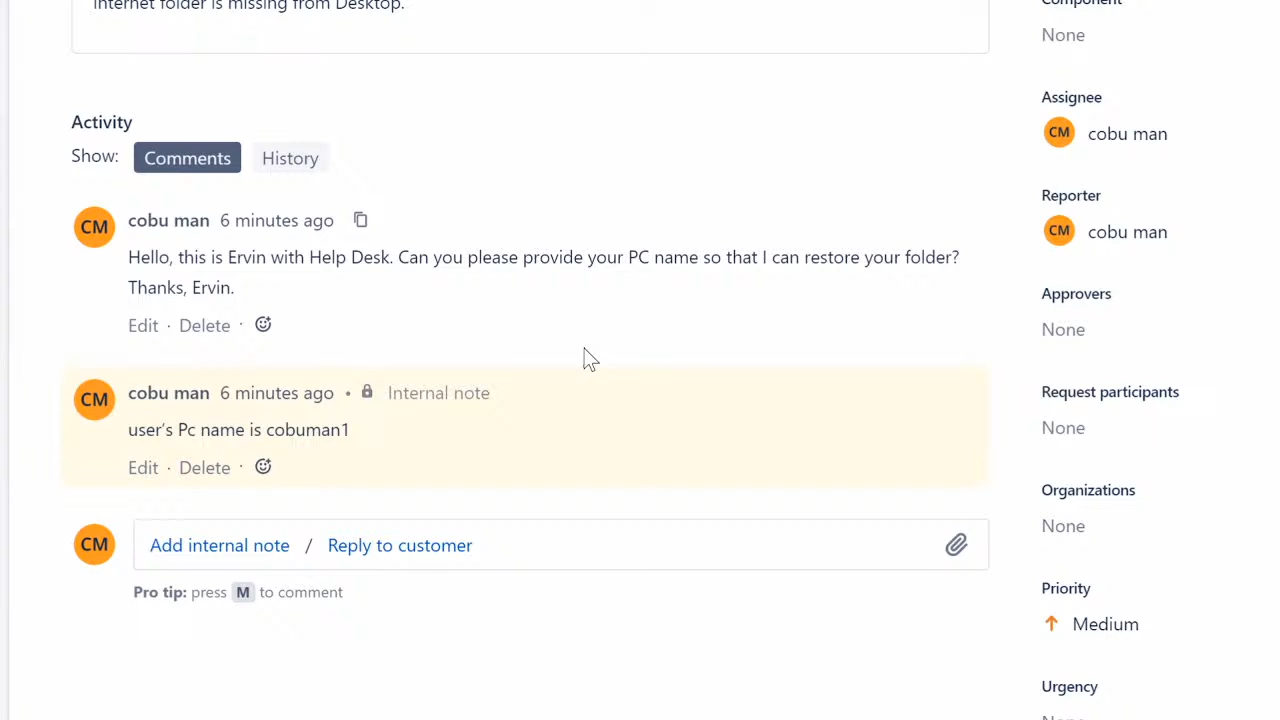 internet folder is missing from Desktop.
Activity
Show: Comments History
CM cobu man 6 minutes ago
Hello, this is Ervin with Help Desk. Can you please provide your PC name so that I can restore your folder?
Thanks, Ervin.
Edit · Delete ·
CM cobu man 6 minutes ago • Internal note
user's Pc name is cobuman1
Edit · Delete ·
CM Add internal note / Reply to customer
Pro tip: press M to comment
Component
None
Assignee
CM cobu man
Reporter
CM cobu man
Approvers
None
Request participants
None
Organizations
None
Priority
Medium
Urgency